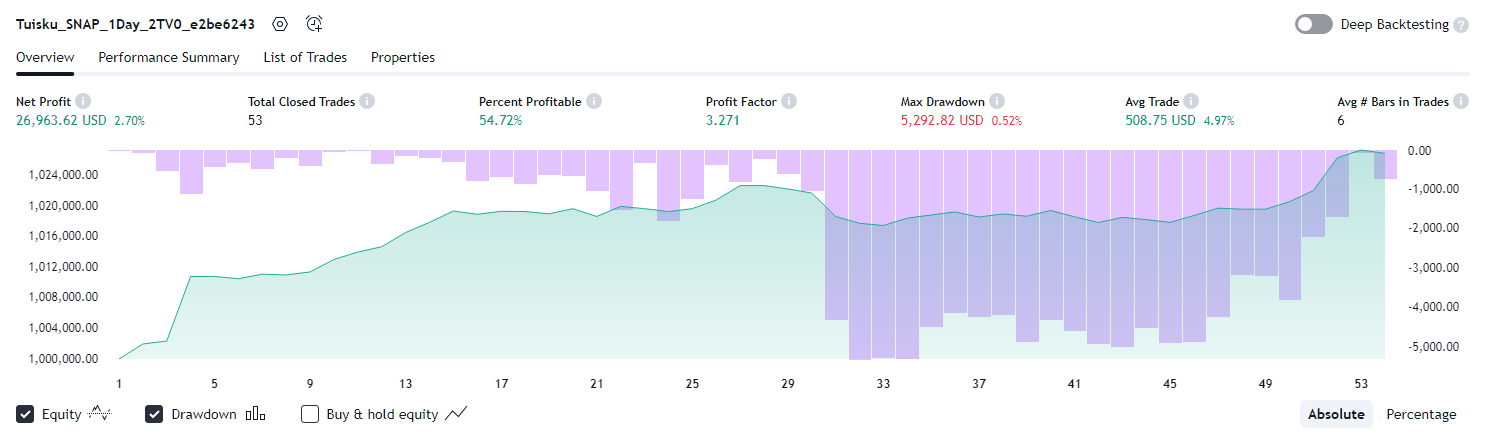 Tuisku_SNAP_1Day_2TV0_e2be6243 Deep Backtesting ?
Overview Performance Summary List of Trades Properties
Net Profit i Total Closed Trades i Percent Profitable i Profit Factor i Max Drawdown i Avg Trade i Avg # Bars in Trades i
26,963.62 USD 2.70% 53 54.72% 3.271 5,292.82 USD 0.52% 508.75 USD 4.97% 6
0.00
1,024,000.00
-1,000.00
1,020,000.00
-2,000.00
1,016,000.00
1,012,000.00 -3,000.00
1,008,000.00 -4,000.00
1,004,000.00
-5,000.00
1,000,000.00
1 5 9 13 17 21 25 29 33 37 41 45 49 53
Equity Drawdown Buy & hold equity Absolute Percentage